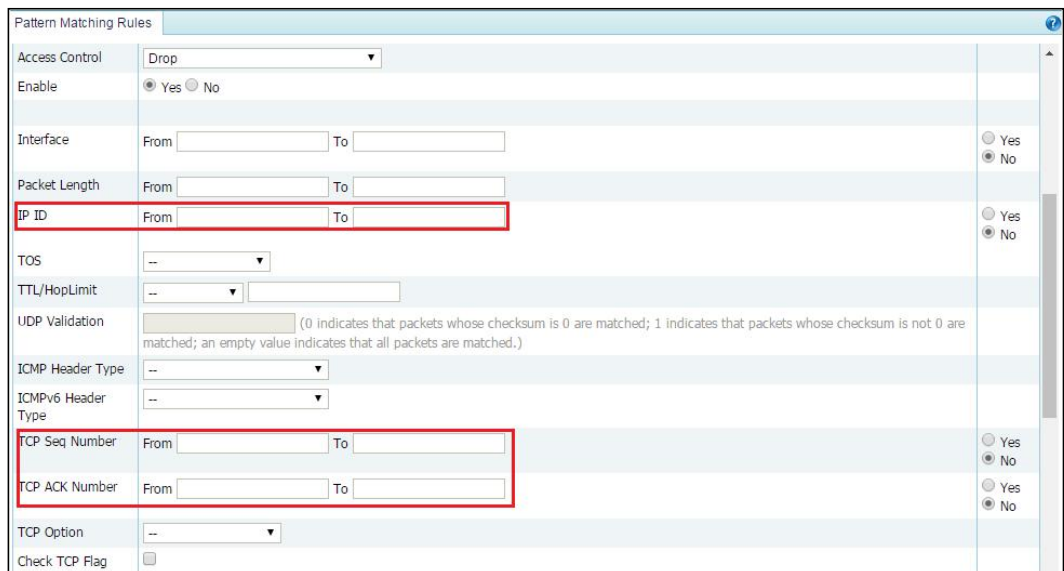 Pattern Matching Rules
Access Control Drop
Enable Yes No
Interface From To Yes
No
Packet Length From To
IP ID From To Yes
No
TOS --
TTL/HopLimit --
UDP Validation (0 indicates that packets whose checksum is 0 are matched; 1 indicates that packets whose checksum is not 0 are
matched; an empty value indicates that all packets are matched.)
ICMP Header Type --
ICMPv6 Header --
Type
TCP Seq Number From To Yes
No
TCP ACK Number From To Yes
No
TCP Option --
Check TCP Flag